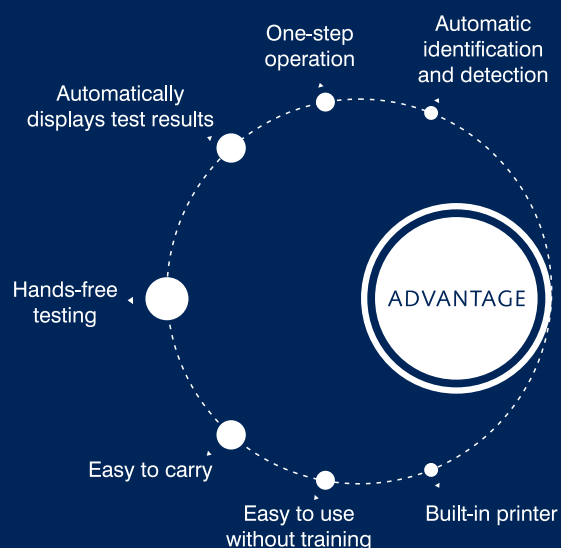 One-step
operation
Automatic
identification
and detection
Automatically
displays test results
Hands-free
testing
ADVANTAGE
Easy to carry
Easy to use
without training
Built-in printer